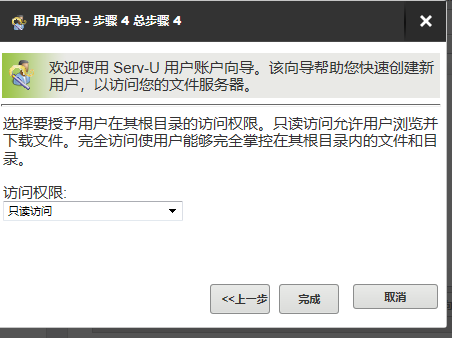 用户向导 - 步骤 4 总步骤 4
欢迎使用 Serv-U 用户账户向导。该向导帮助您快速创建新
用户，以访问您的文件服务器。
选择要授予用户在其根目录的访问权限。只读访问允许用户浏览并
下载文件。完全访问使用户能够完全掌控在其根目录内的文件和目
录。
访问权限:
只读访问
<<上一步 完成 取消